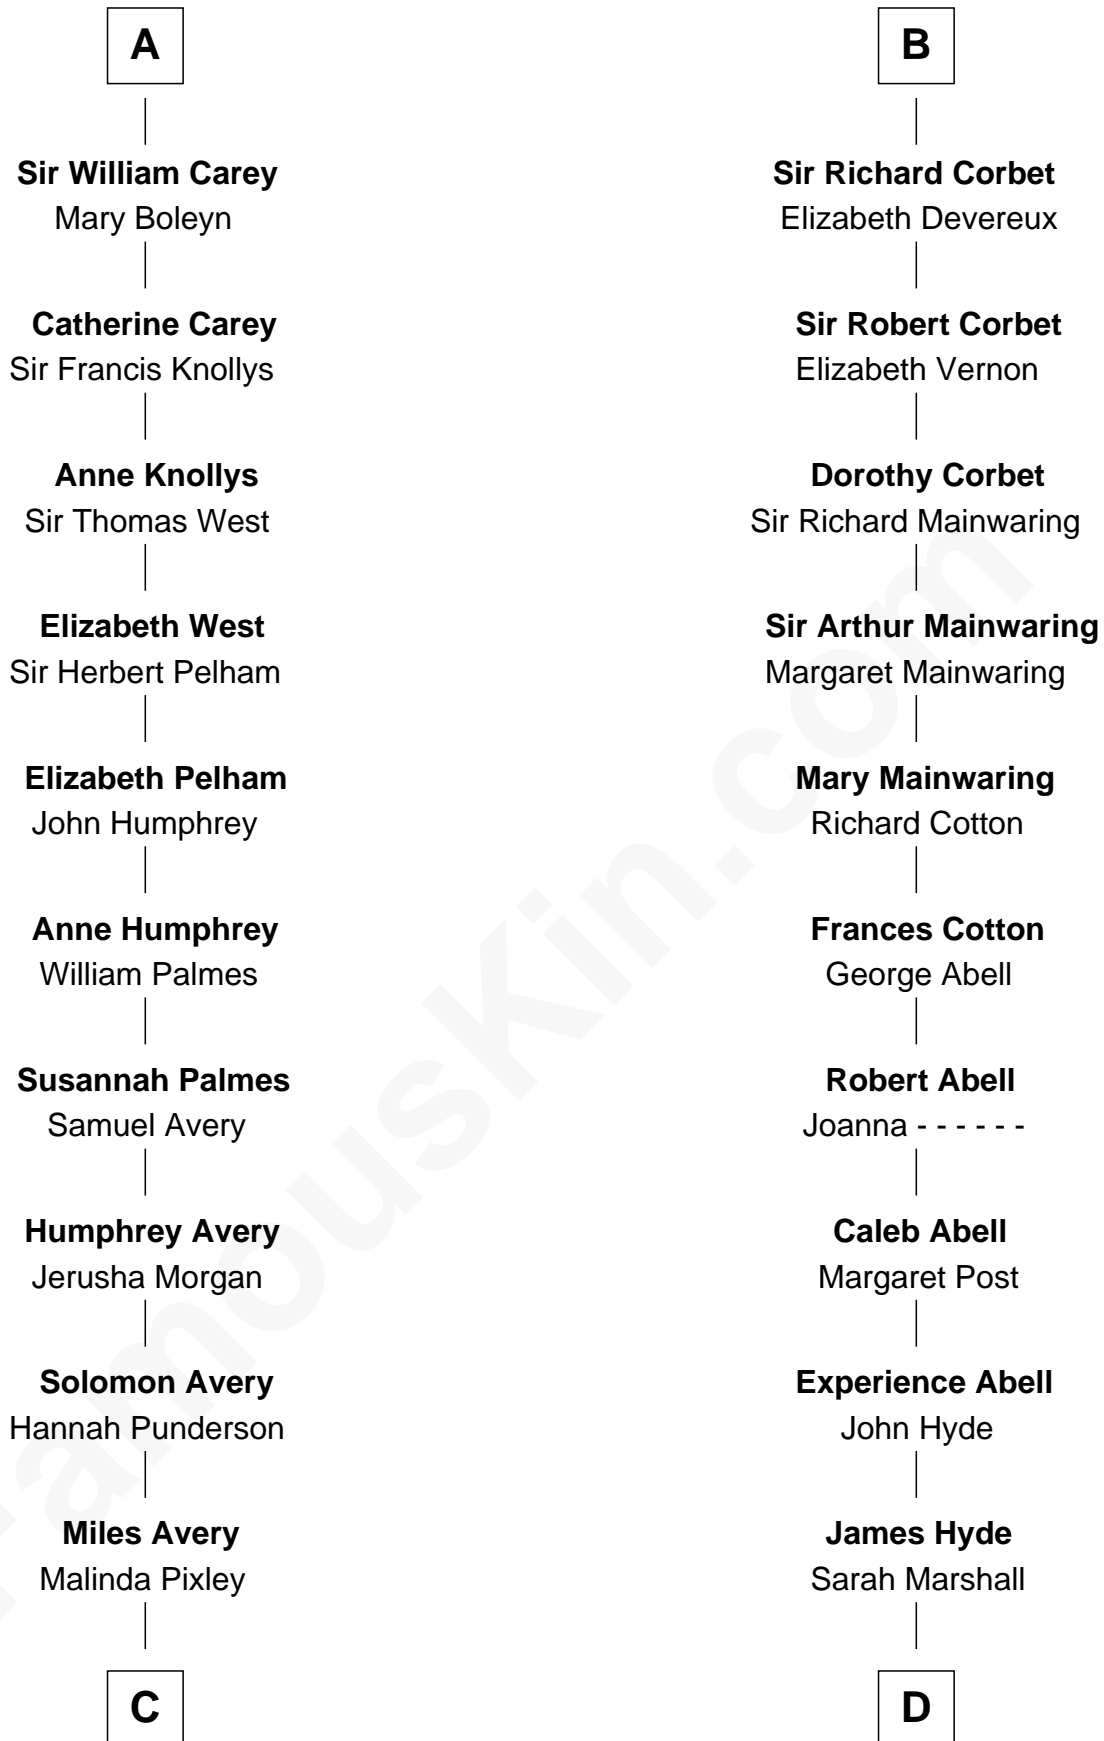 A
Sir William Carey
Mary Boleyn
Catherine Carey
Sir Francis Knollys
Anne Knollys
Sir Thomas West
Elizabeth West
Sir Herbert Pelham
Elizabeth Pelham
John Humphrey
Anne Humphrey
William Palmes
Susannah Palmes
Samuel Avery
Humphrey Avery
Jerusha Morgan
Solomon Avery
Hannah Punderson
Miles Avery
Malinda Pixley
C
B
Sir Richard Corbet
Elizabeth Devereux
Sir Robert Corbet
Elizabeth Vernon
Dorothy Corbet
Sir Richard Mainwaring
Sir Arthur Mainwaring
Margaret Mainwaring
Mary Mainwaring
Richard Cotton
Frances Cotton
George Abell
Robert Abell
Joanna - - - - - -
Caleb Abell
Margaret Post
Experience Abell
John Hyde
James Hyde
Sarah Marshall
D
FamousKin.com